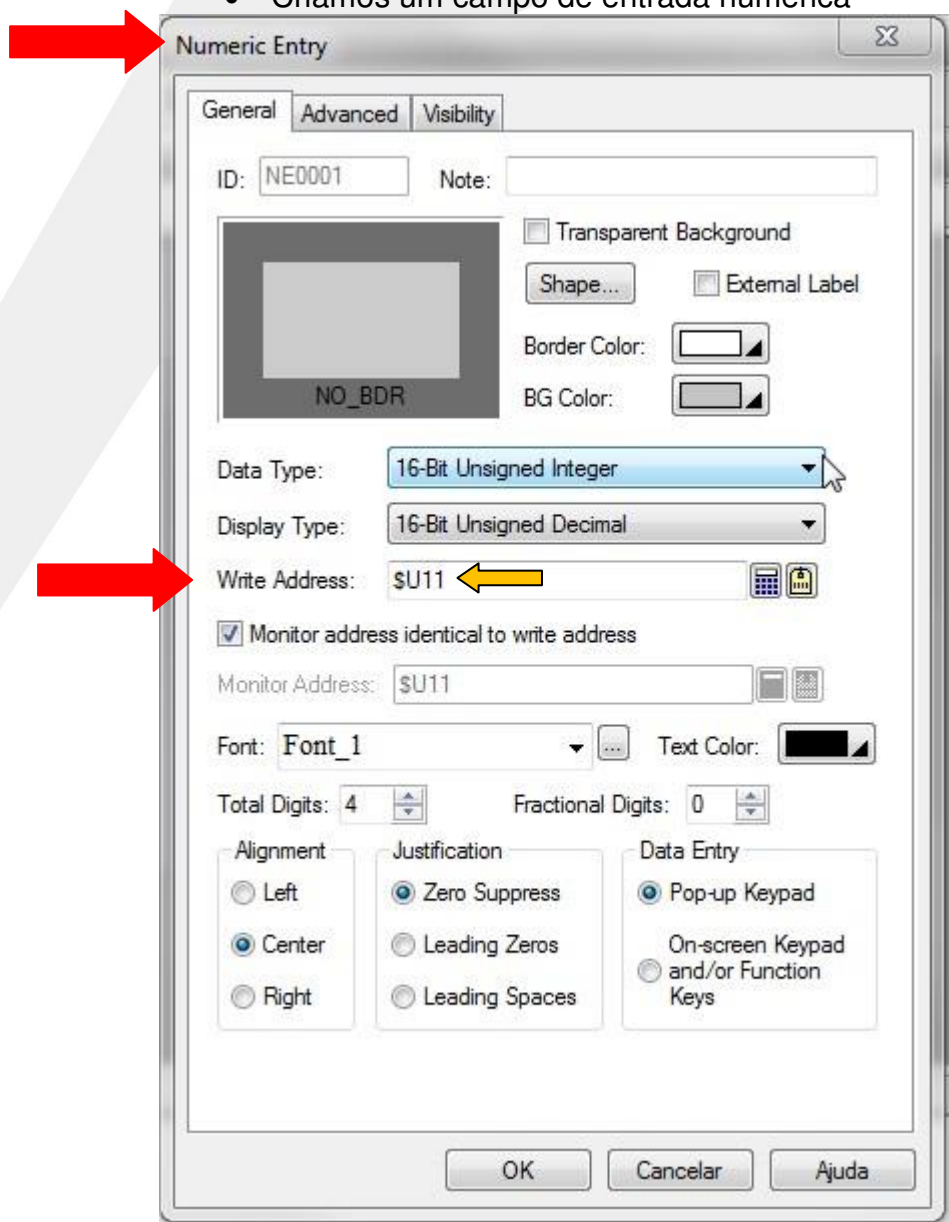 • Criamos um campo de entrada numérica
Numeric Entry
General Advanced Visibility
ID: NE0001 Note:
Transparent Background
Shape... External Label
Border Color:
NO_BDR BG Color:
Data Type: 16-Bit Unsigned Integer
Display Type: 16-Bit Unsigned Decimal
Write Address: $U11
Monitor address identical to write address
Monitor Address: $U11
Font: Font_1 ... Text Color:
Total Digits: 4 Fractional Digits: 0
Alignment Justification Data Entry
Left Zero Suppress Pop-up Keypad
Center Leading Zeros On-screen Keypad
and/or Function
Right Leading Spaces Keys
OK Cancelar Ajuda